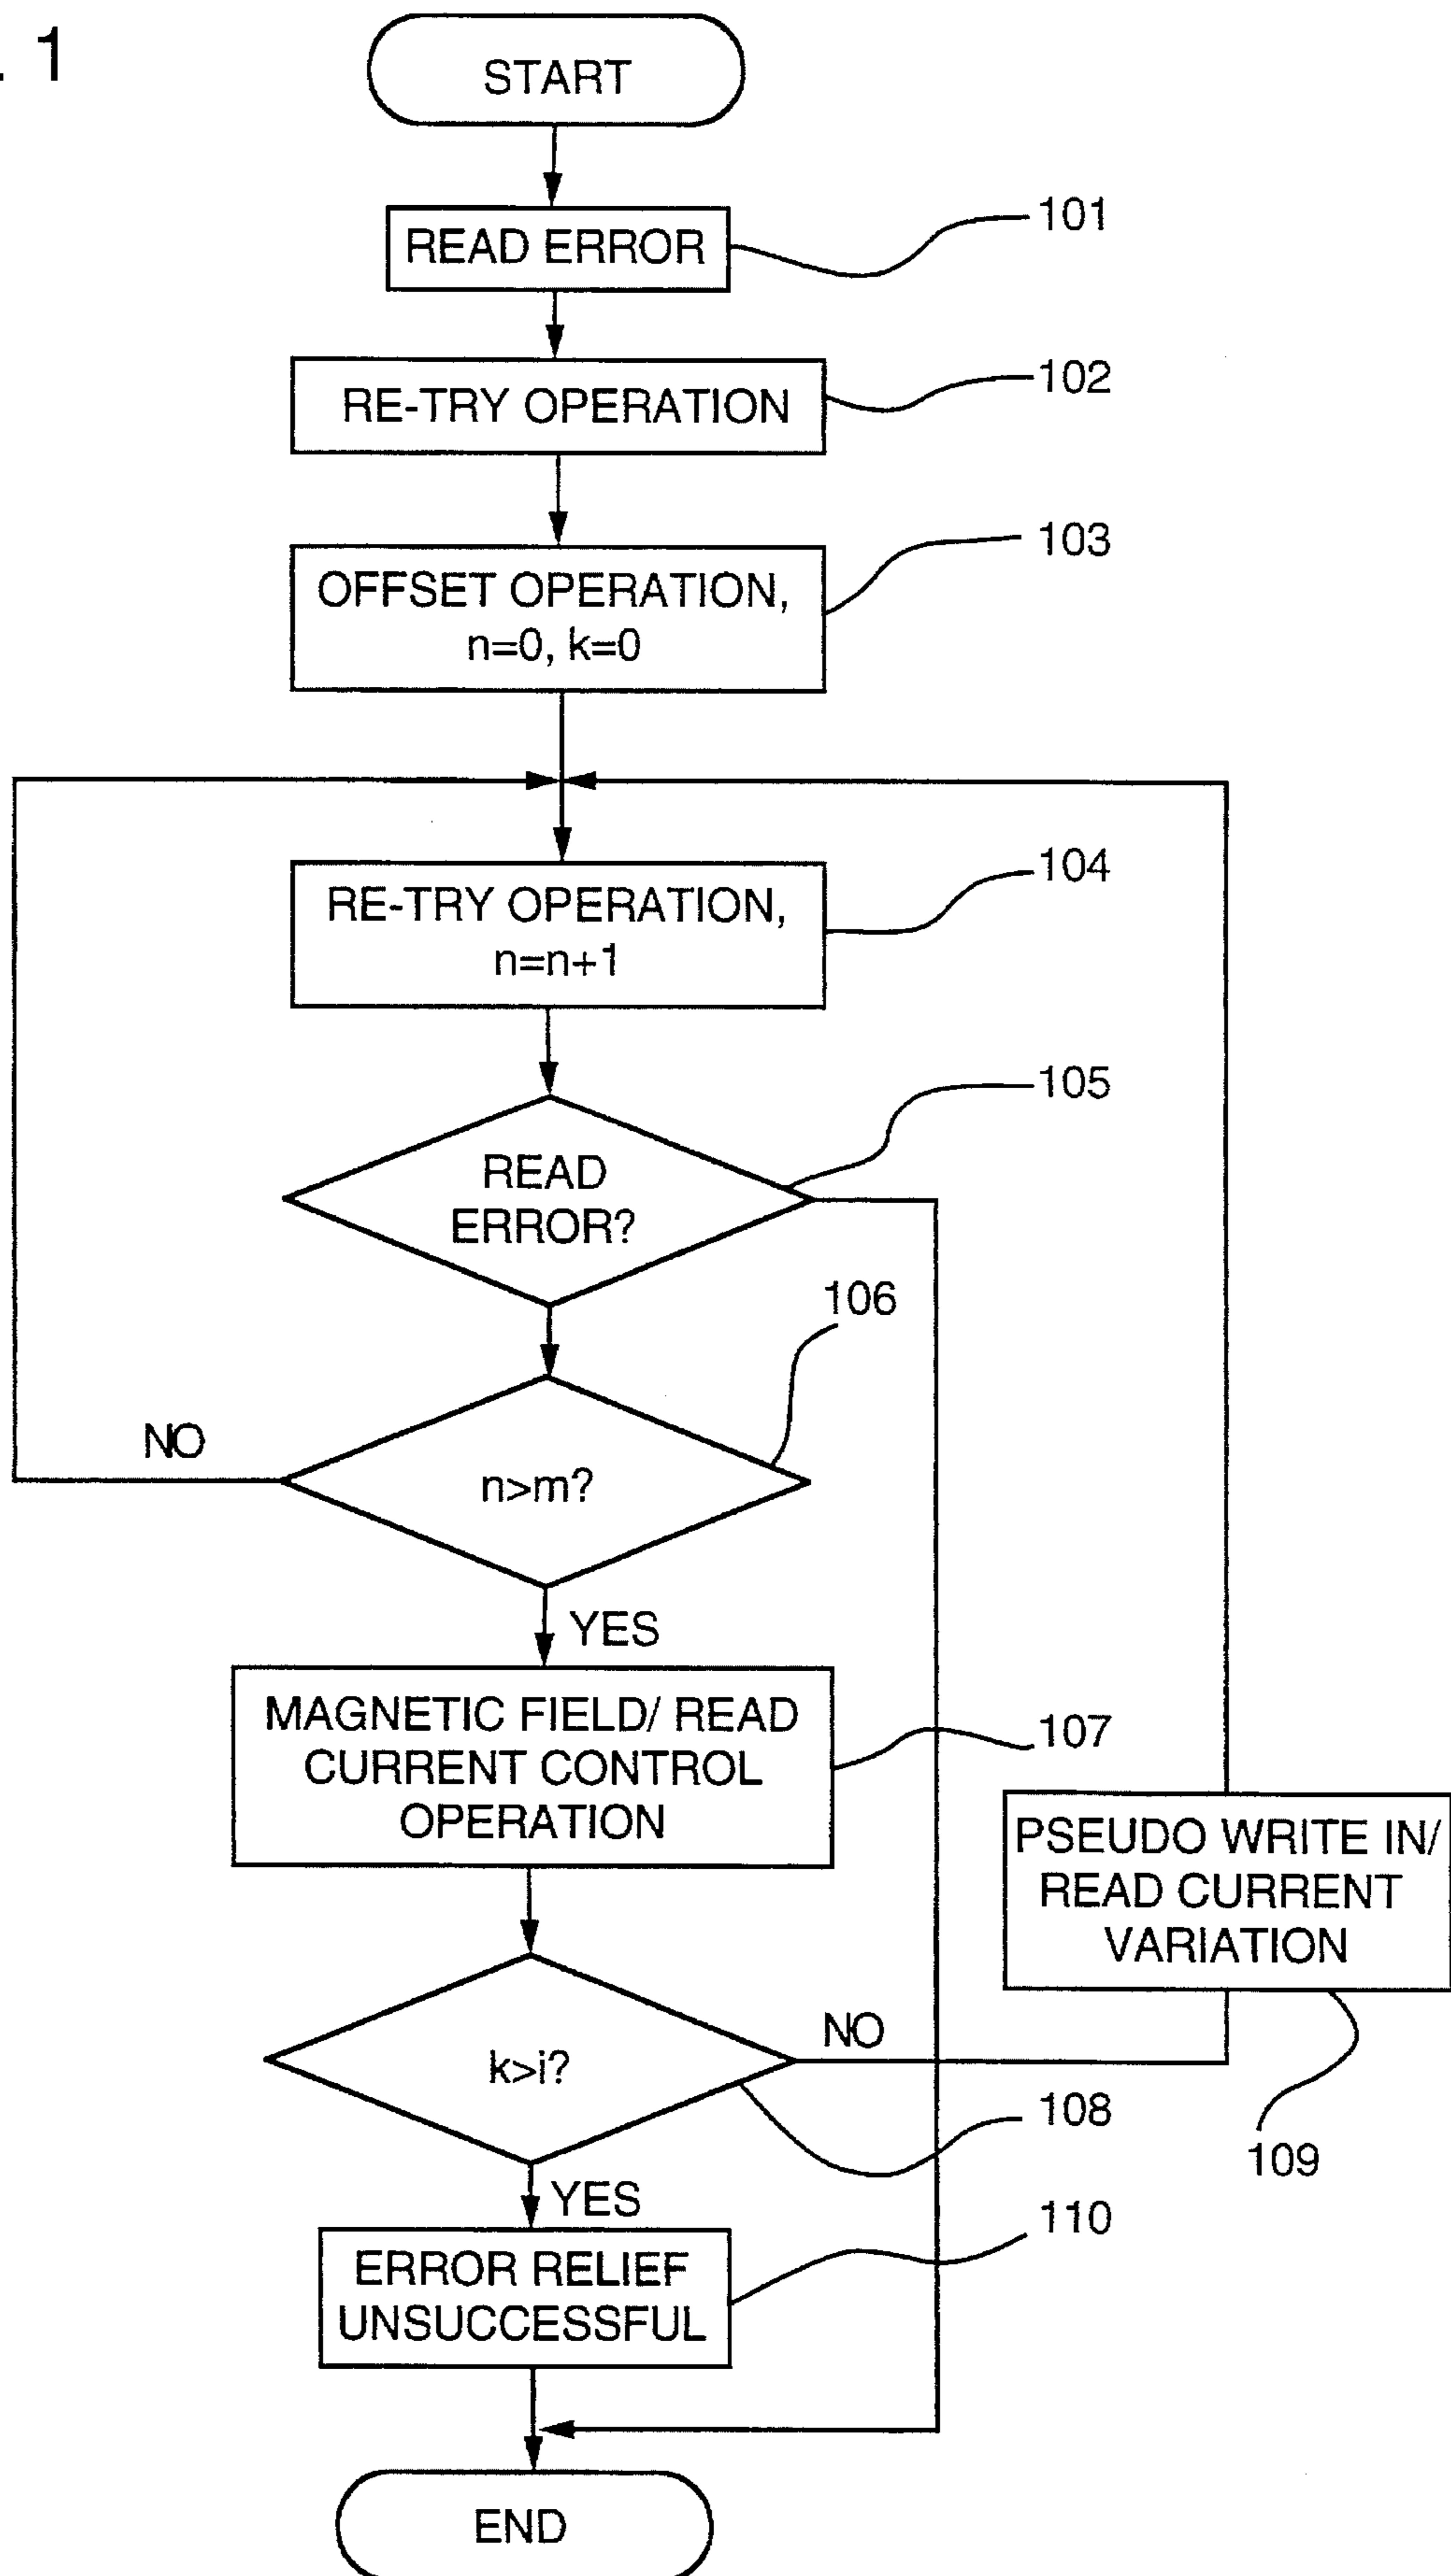 . 1
START
READ ERROR
101
RE-TRY OPERATION
102
OFFSET OPERATION,
n=0, k=0
103
RE-TRY OPERATION,
n=n+1
104
READ
ERROR?
105
106
n>m?
NO
YES
MAGNETIC FIELD/ READ
CURRENT CONTROL
OPERATION
107
PSEUDO WRITE IN/
READ CURRENT
VARIATION
109
k>i?
NO
108
YES
ERROR RELIEF
UNSUCCESSFUL
110
END